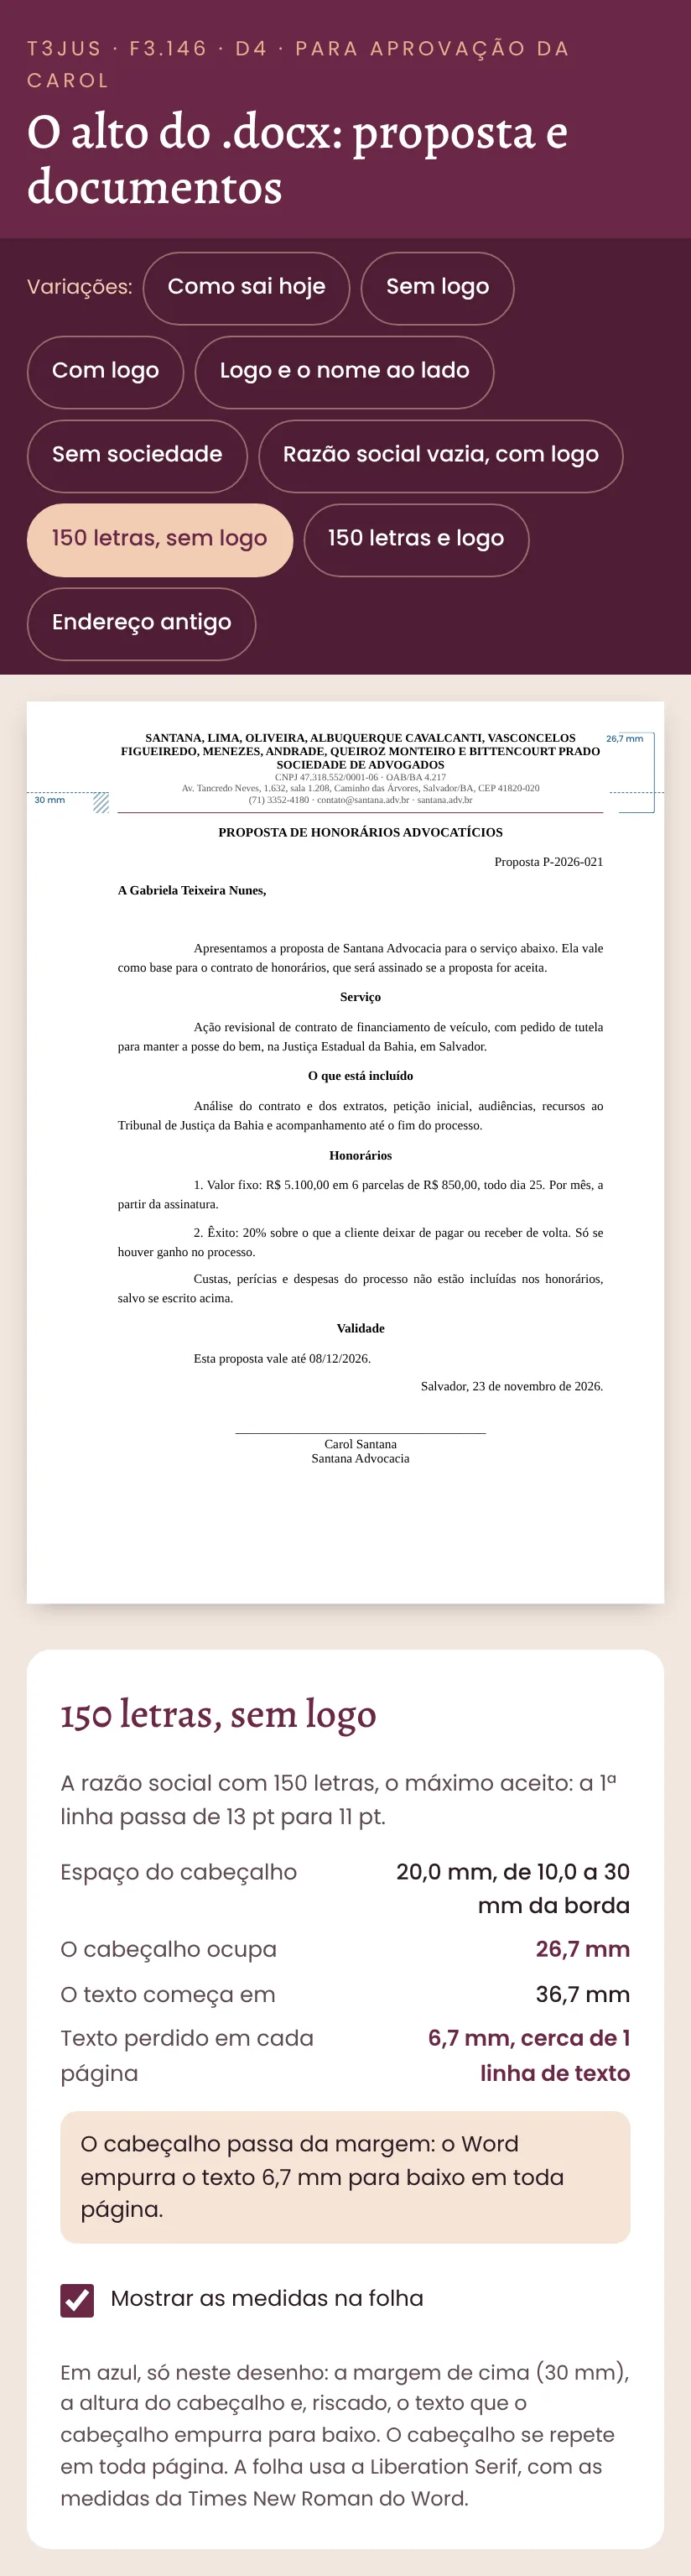 T3JUS · F3.146 · D4 · PARA APROVAÇÃO DA
CAROL
O alto do .docx: proposta e
documentos
Variações:
Como sai hoje
Sem logo
Com logo
Logo e o nome ao lado
Sem sociedade
Razão social vazia, com logo
150 letras, sem logo
150 letras e logo
Endereço antigo
SANTANA, LIMA, OLIVEIRA, ALBUQUERQUE CAVALCANTI, VASCONCELOS
FIGUEIREDO, MENEZES, ANDRADE, QUEIROZ MONTEIRO E BITTENCOURT PRADO
SOCIEDADE DE ADVOGADOS
CNPJ 47.318.552/0001-06 · OAB/BA 4.217
Av. Tancredo Neves, 1.632, sala 1.208, Caminho das Árvores, Salvador/BA, CEP 41820-020
(71) 3352-4180 · contato@santana.adv.br · santana.adv.br
26,7 mm
30 mm
PROPOSTA DE HONORÁRIOS ADVOCATÍCIOS
Proposta P-2026-021
A Gabriela Teixeira Nunes,
Apresentamos a proposta de Santana Advocacia para o serviço abaixo. Ela vale
como base para o contrato de honorários, que será assinado se a proposta for aceita.
Serviço
Ação revisional de contrato de financiamento de veículo, com pedido de tutela
para manter a posse do bem, na Justiça Estadual da Bahia, em Salvador.
O que está incluído
Análise do contrato e dos extratos, petição inicial, audiências, recursos ao
Tribunal de Justiça da Bahia e acompanhamento até o fim do processo.
Honorários
1. Valor fixo: R$ 5.100,00 em 6 parcelas de R$ 850,00, todo dia 25. Por mês, a
partir da assinatura.
2. Êxito: 20% sobre o que a cliente deixar de pagar ou receber de volta. Só se
houver ganho no processo.
Custas, perícias e despesas do processo não estão incluídas nos honorários,
salvo se escrito acima.
Validade
Esta proposta vale até 08/12/2026.
Salvador, 23 de novembro de 2026.
Carol Santana
Santana Advocacia
150 letras, sem logo
A razão social com 150 letras, o máximo aceito: a 1ª
linha passa de 13 pt para 11 pt.
Espaço do cabeçalho
20,0 mm, de 10,0 a 30
mm da borda
O cabeçalho ocupa
26,7 mm
O texto começa em
36,7 mm
Texto perdido em cada
página
6,7 mm, cerca de 1
linha de texto
O cabeçalho passa da margem: o Word
empurra o texto 6,7 mm para baixo em toda
página.
Mostrar as medidas na folha
Em azul, só neste desenho: a margem de cima (30 mm),
a altura do cabeçalho e, riscado, o texto que o
cabeçalho empurra para baixo. O cabeçalho se repete
em toda página. A folha usa a Liberation Serif, com as
medidas da Times New Roman do Word.